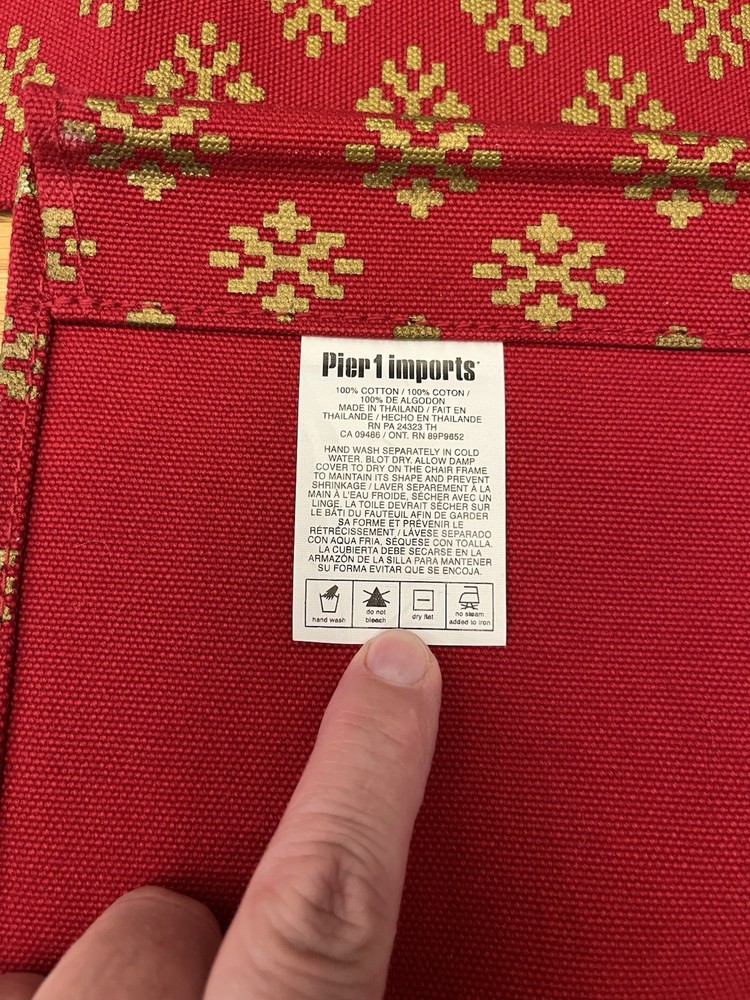 Pier 1 imports
100% COTTON / 100% COTON /
100% DE ALGODON
MADE IN THAILAND / FAIT EN
THAILANDE / HECHO EN THAILANDE
RN PA 24323 TH
CA 09486 / ONT. RN 89P9852
HAND WASH SEPARATELY IN COLD
WATER. BLOT DRY. ALLOW DAMP
COVER TO DRY ON THE CHAIR FRAME
TO MAINTAIN ITS SHAPE AND PREVENT
SHRINKAGE / LAVER SEPAREMENT À LA
MAIN À L'EAU FROIDE, SÉCHER AVEC UN
LINGE. LA TOILE DEVRAIT SÉCHER SUR
LE BÂTI DU FAUTEUIL AFIN DE GARDER
SA FORME ET PRÉVENIR LE
RÉTRÉCISSEMENT / LÁVESE SEPARADO
CON AQUA FRIA, SÉQUESE CON TOALLA.
LA CUBIERTA DEBE SECARSE EN LA
ARMAZÓN DE LA SILLA PARA MANTENER
SU FORMA EVITAR QUE SE ENCOJA.
hand wash
do not
bleach
dry flat
no steam
added to iron